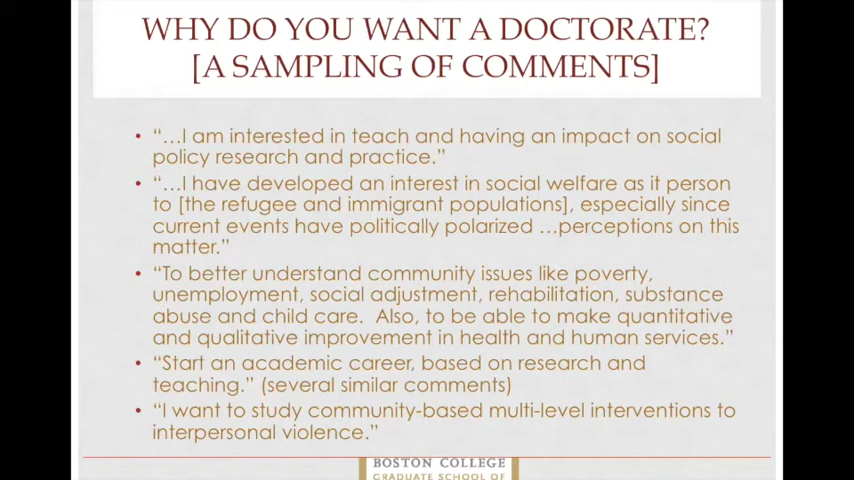 WHY DO YOU WANT A DOCTORATE?
[A SAMPLING OF COMMENTS]
• “…I am interested in teach and having an impact on social
policy research and practice.”
• “…I have developed an interest in social welfare as it person
to [the refugee and immigrant populations], especially since
current events have politically polarized …perceptions on this
matter.”
• “To better understand community issues like poverty,
unemployment, social adjustment, rehabilitation, substance
abuse and child care.  Also, to be able to make quantitative
and qualitative improvement in health and human services.”
• “Start an academic career, based on research and
teaching.” (several similar comments)
• “I want to study community-based multi-level interventions to
interpersonal violence.”
BOSTON COLLEGE
GRADUATE SCHOOL OF